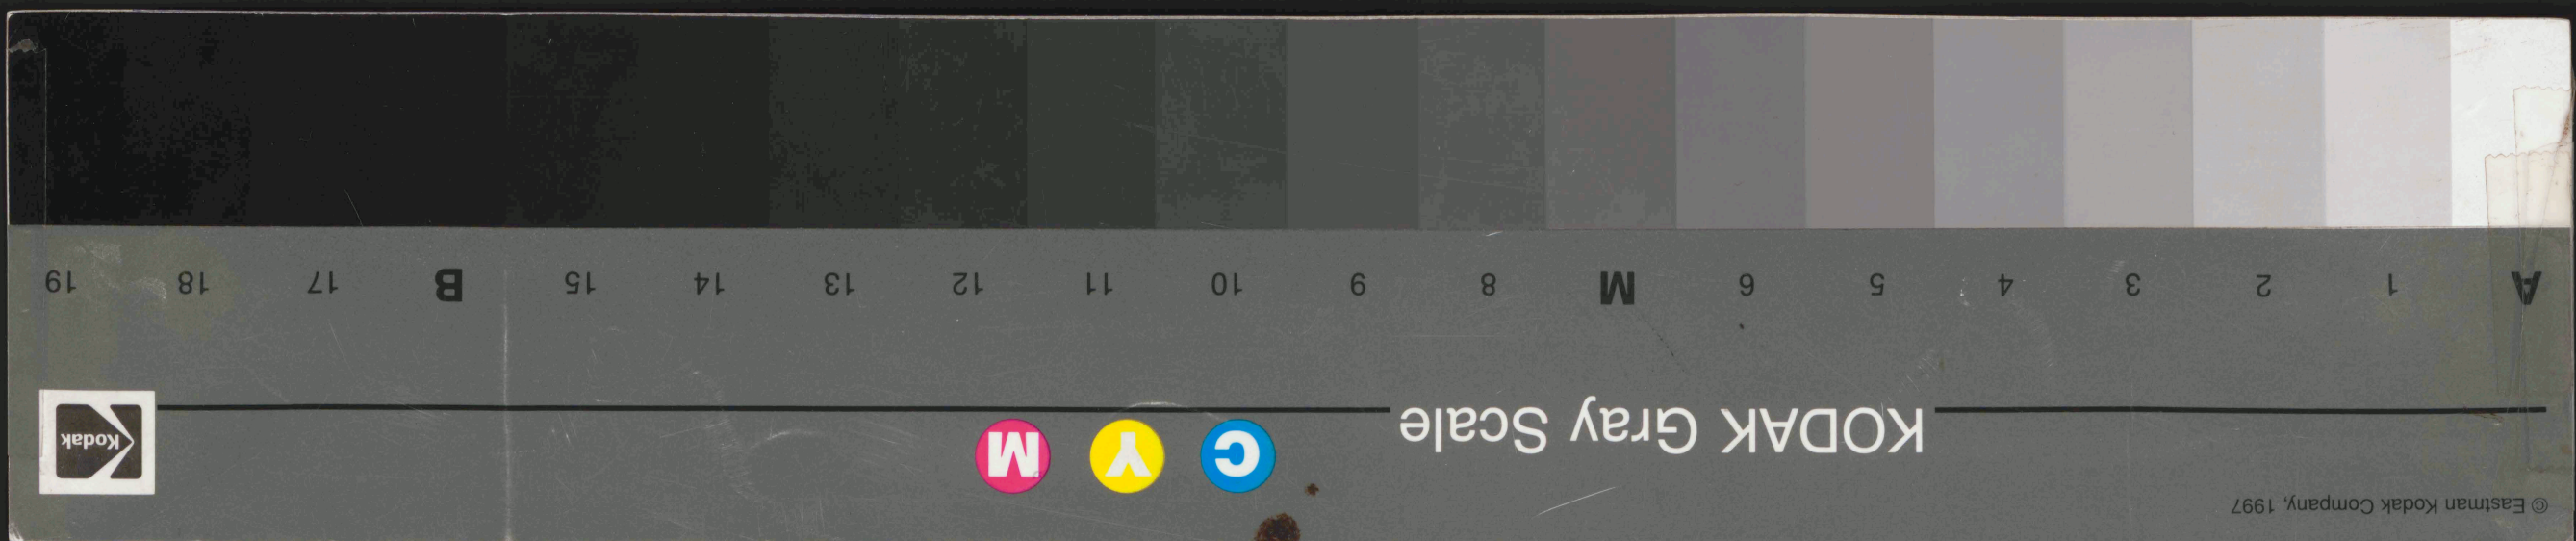 © Eastman Kodak Company, 1997
KODAK Gray Scale
C Y M
Kodak
A 1 2 3 4 5 6 M 8 9 10 11 12 13 14 15 B 17 18 19